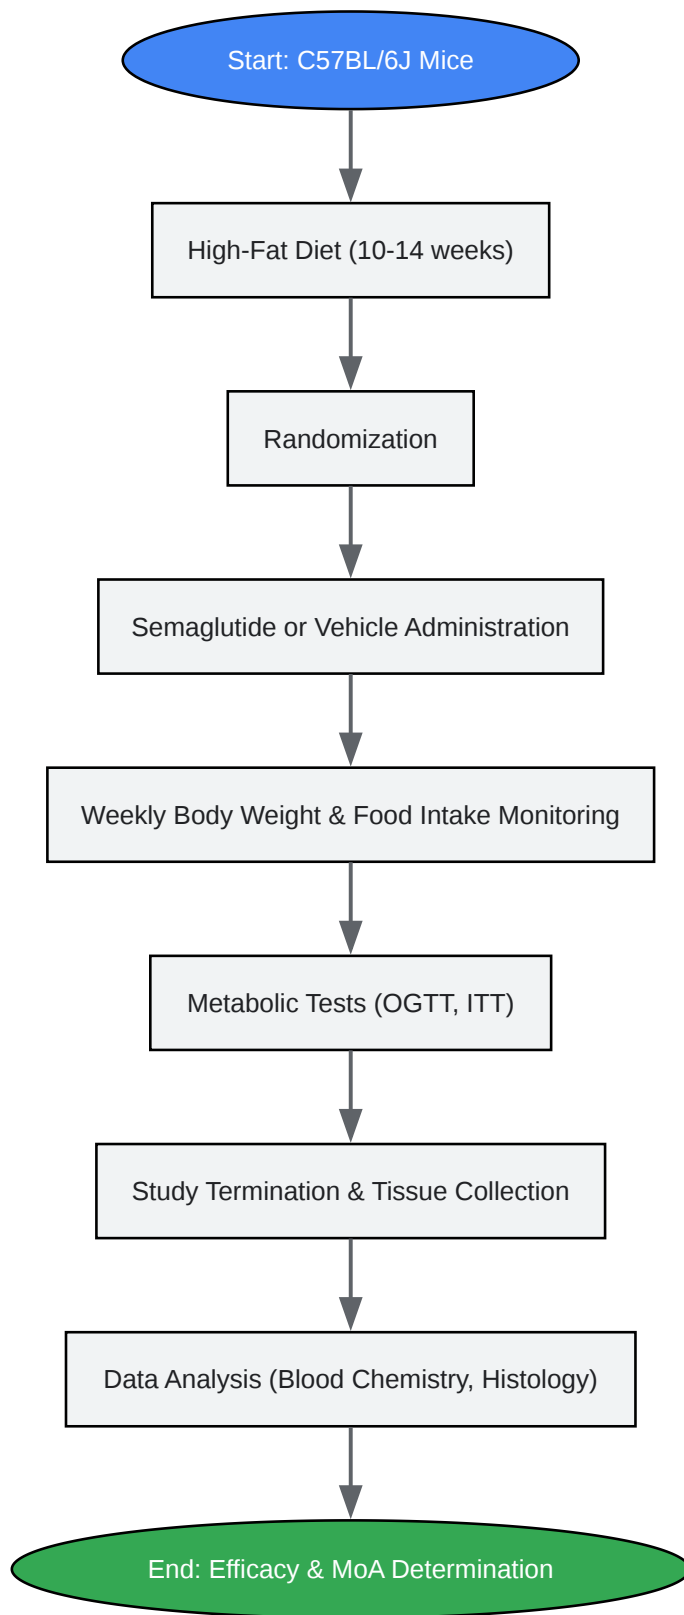 Start: C57BL/6J Mice
High-Fat Diet (10-14 weeks)
Randomization
Semaglutide or Vehicle Administration
Weekly Body Weight & Food Intake Monitoring
Metabolic Tests (OGTT, ITT)
Study Termination & Tissue Collection
Data Analysis (Blood Chemistry, Histology)
End: Efficacy & MoA Determination